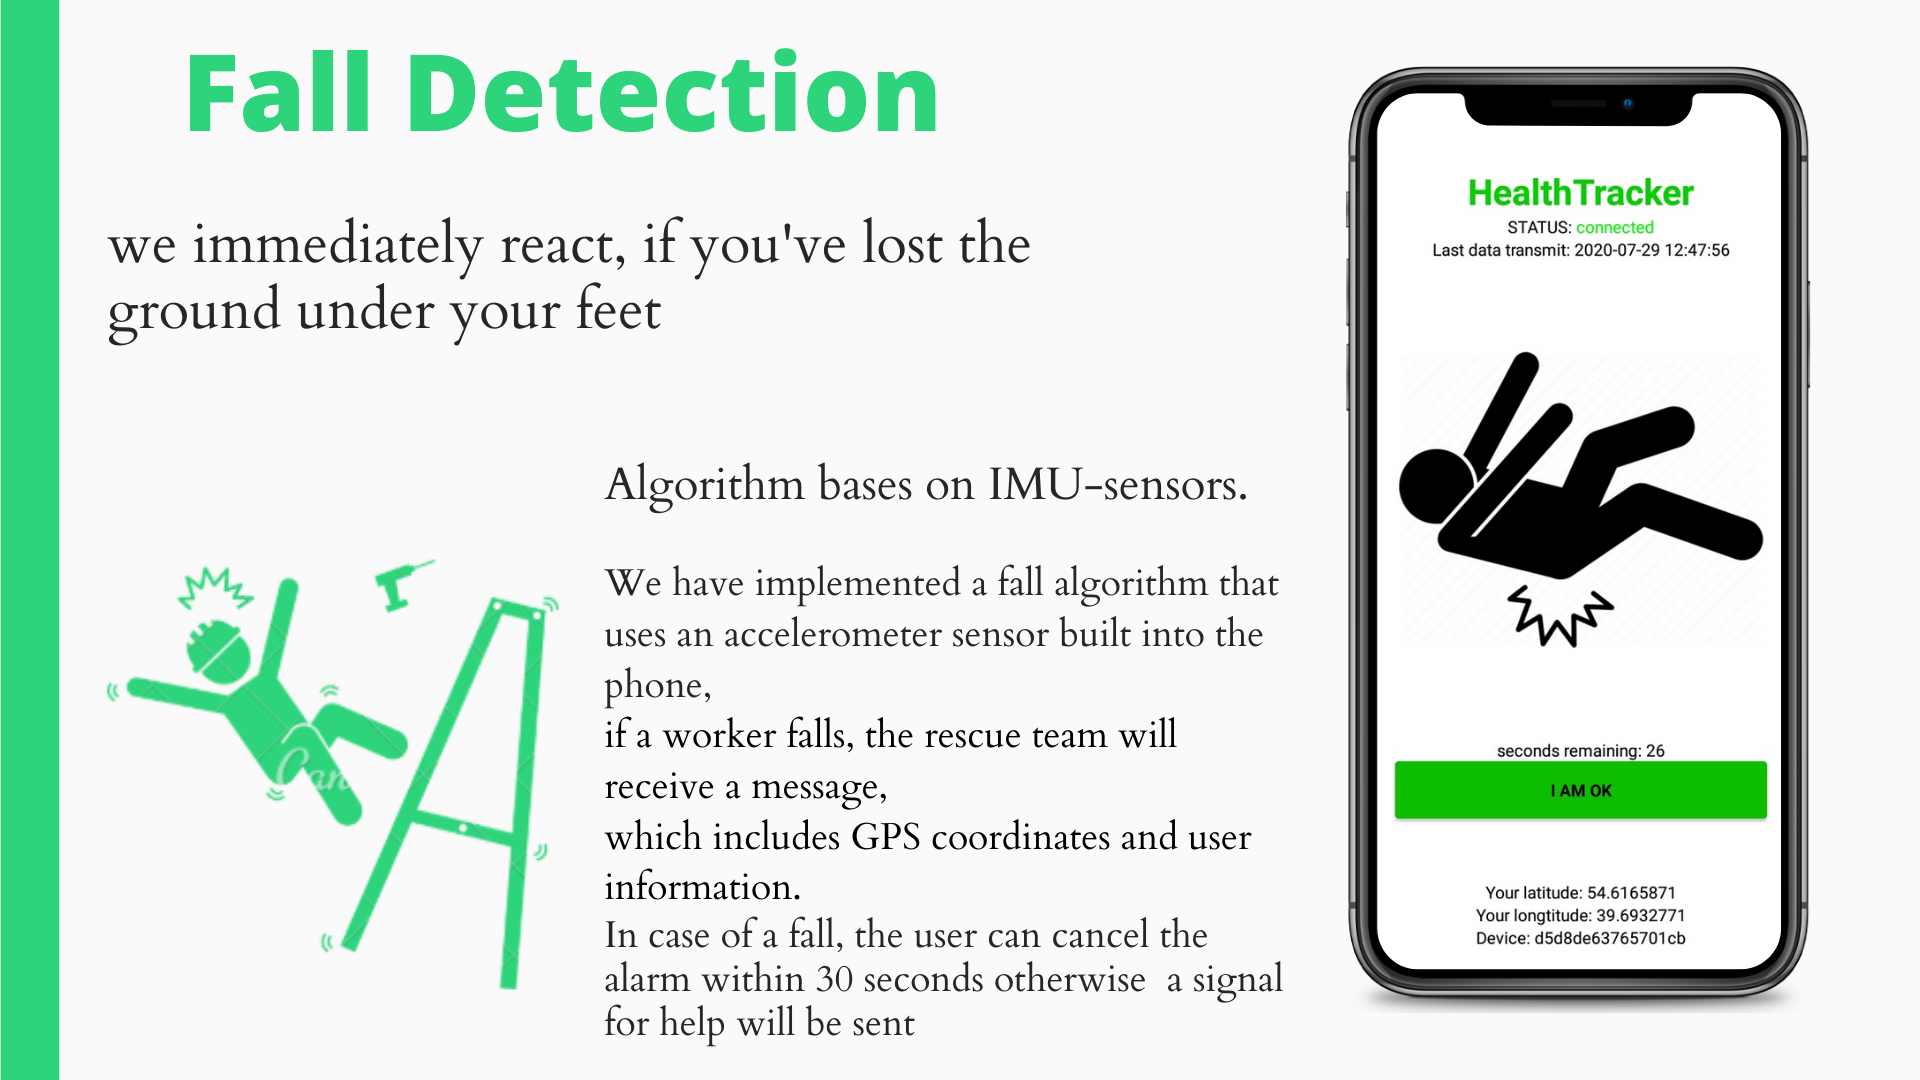 Fall Detection
we immediately react, if you've lost the
ground under your feet
Algorithm bases on IMU-sensors.
We have implemented a fall algorithm that
uses an accelerometer sensor built into the
phone,
if a worker falls, the rescue team will
receive a message,
which includes GPS coordinates and user
information.
In case of a fall, the user can cancel the
alarm within 30 seconds otherwise  a signal
for help will be sent
Can
HealthTracker
STATUS: connected
Last data transmit: 2020-07-29 12:47:56
seconds remaining: 26
I AM OK
Your latitude: 54.6165871
Your longtitude: 39.6932771
Device: d5d8de63765701cb